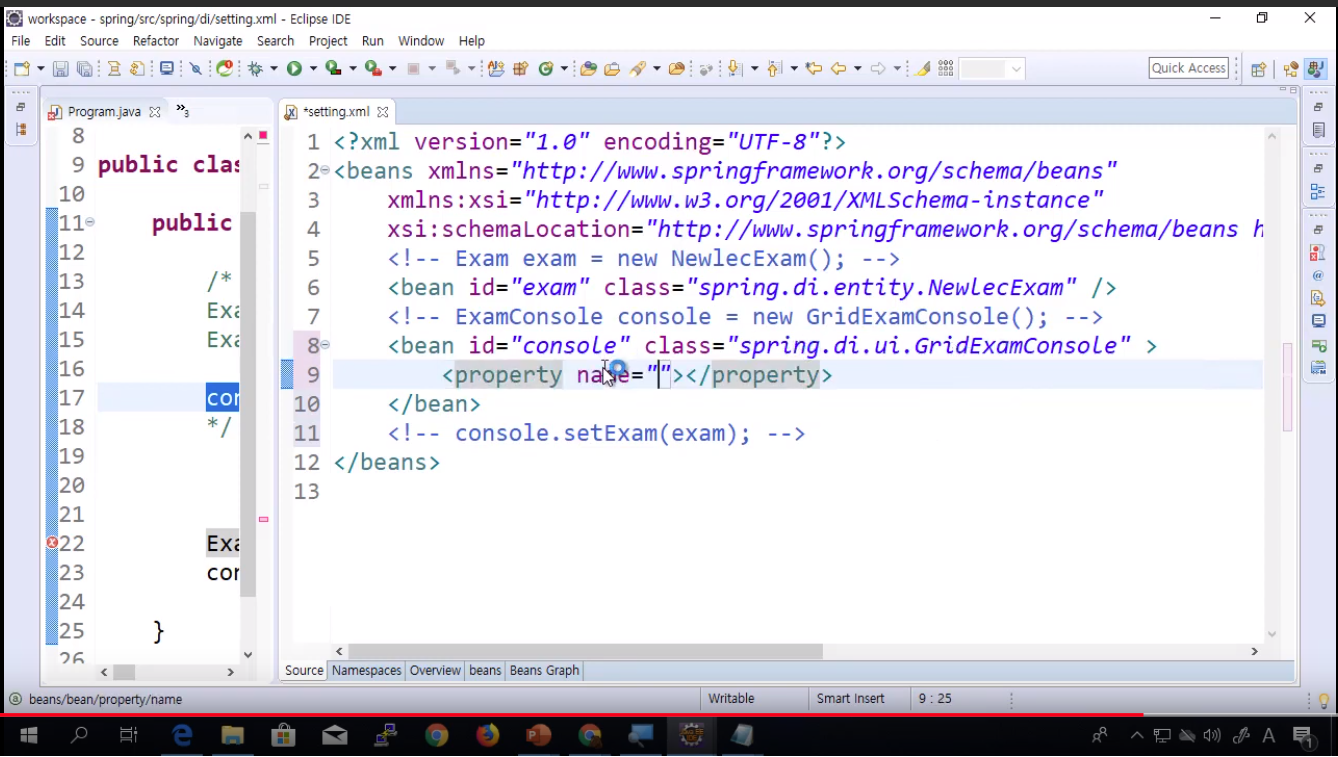 workspace - spring/src/spring/di/setting.xml - Eclipse IDE
File Edit Source Refactor Navigate Search Project Run Window Help
Quick Access
Program.java
3
*setting.xml
8
9 public clas
10
11 public
12
13 /*
14 Exa
15 Exa
16
17 con
18 */
19
20
21
22 Exa
23 con
24
25 }
26
1 <?xml version="1.0" encoding="UTF-8"?>
2 <beans xmlns="http://www.springframework.org/schema/beans"
3 xmlns:xsi="http://www.w3.org/2001/XMLSchema-instance"
4 xsi:schemaLocation="http://www.springframework.org/schema/beans h
5 <!-- Exam exam = new NewlecExam(); -->
6 <bean id="exam" class="spring.di.entity.NewlecExam" />
7 <!-- ExamConsole console = new GridExamConsole(); -->
8 <bean id="console" class="spring.di.ui.GridExamConsole" >
9 <property name=""></property>
10 </bean>
11 <!-- console.setExam(exam); -->
12 </beans>
13
Source Namespaces Overview beans Beans Graph
beans/bean/property/name
Writable
Smart Insert
9 : 25
A
1